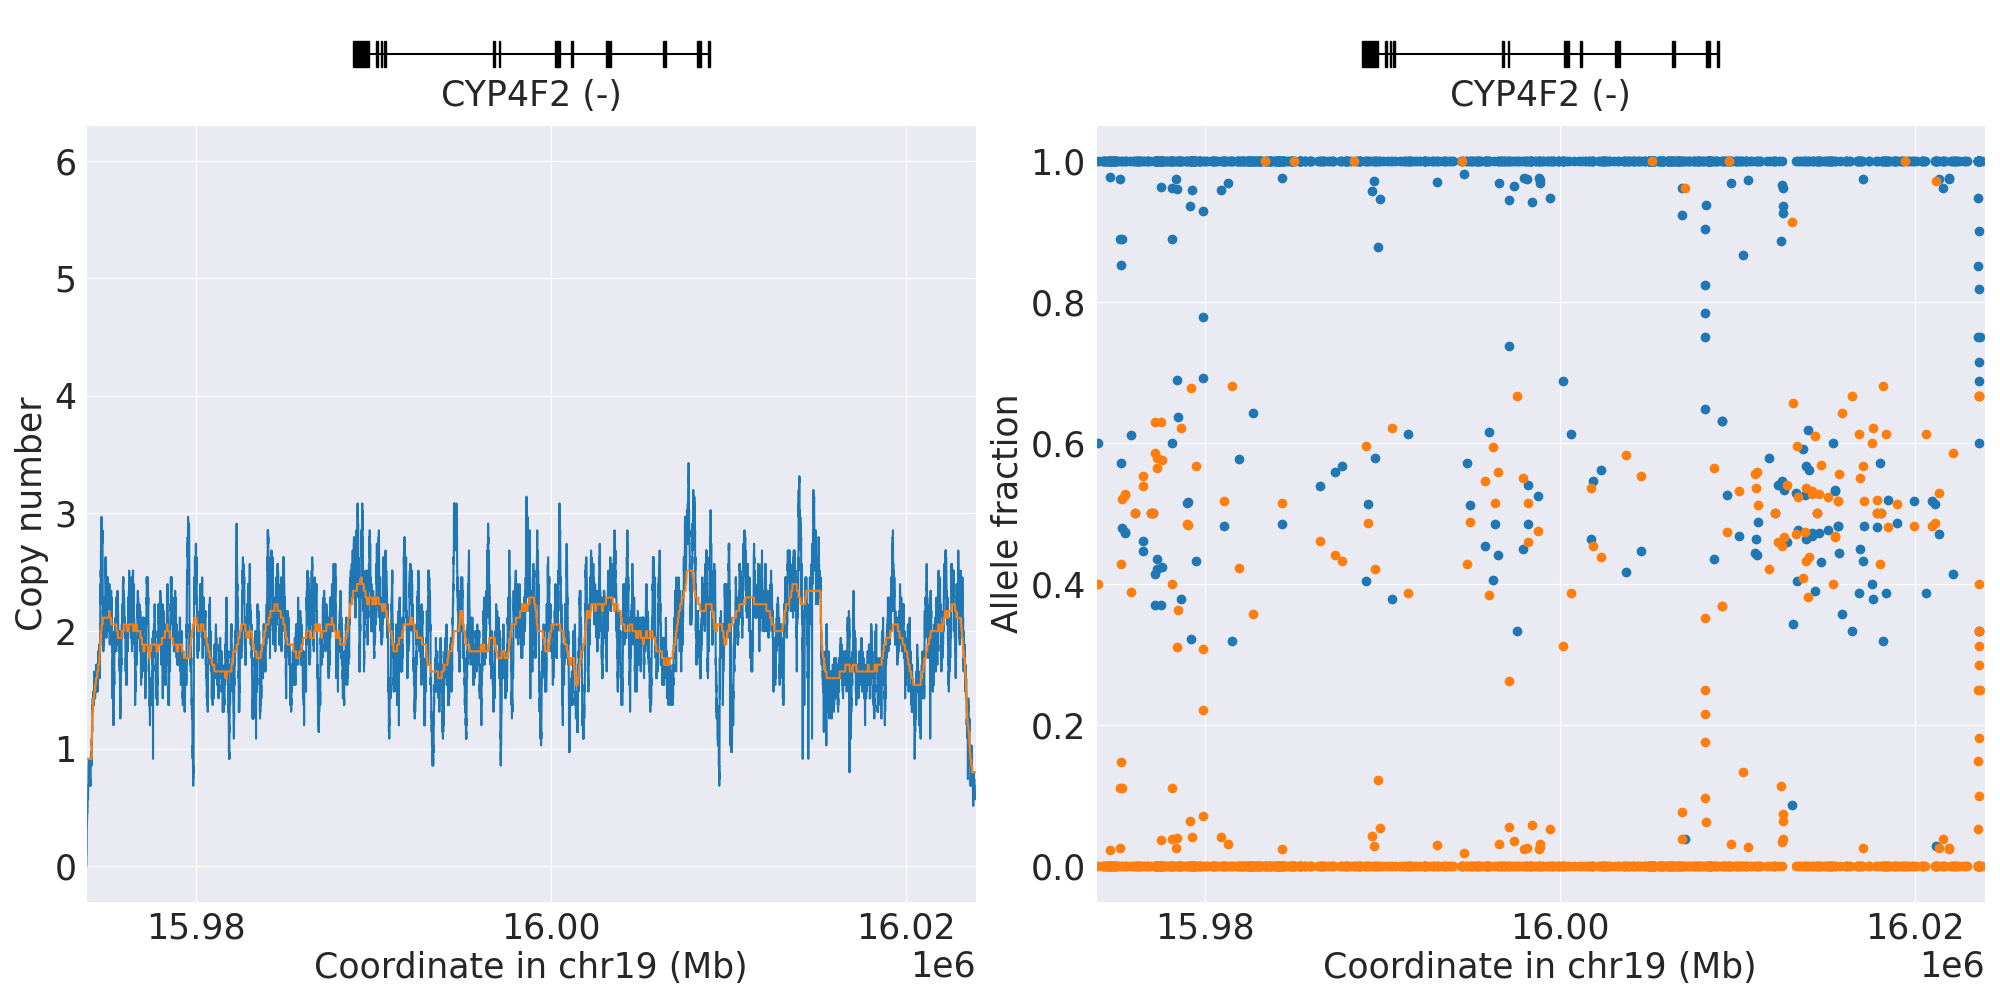 CYP4F2 (-)
6
5
4
3
2
1
0
Copy number
15.98
16.00
16.02
Coordinate in chr19 (Mb)
1e6
CYP4F2 (-)
1.0
0.8
0.6
0.4
0.2
0.0
Allele fraction
15.98
16.00
16.02
Coordinate in chr19 (Mb)
1e6